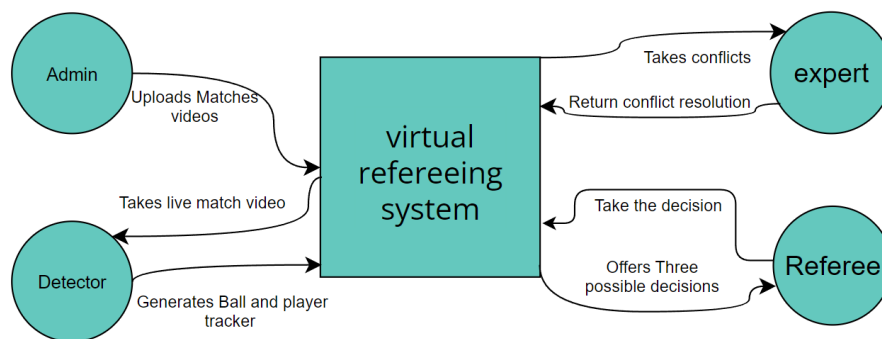 Admin
Uploads Matches
videos
Takes live match video
Detector
Generates Ball and player
tracker
virtual
refereeing
system
Takes conflicts
expert
Return conflict resolution
Take the decision
Referee
Offers Three
possible decisions